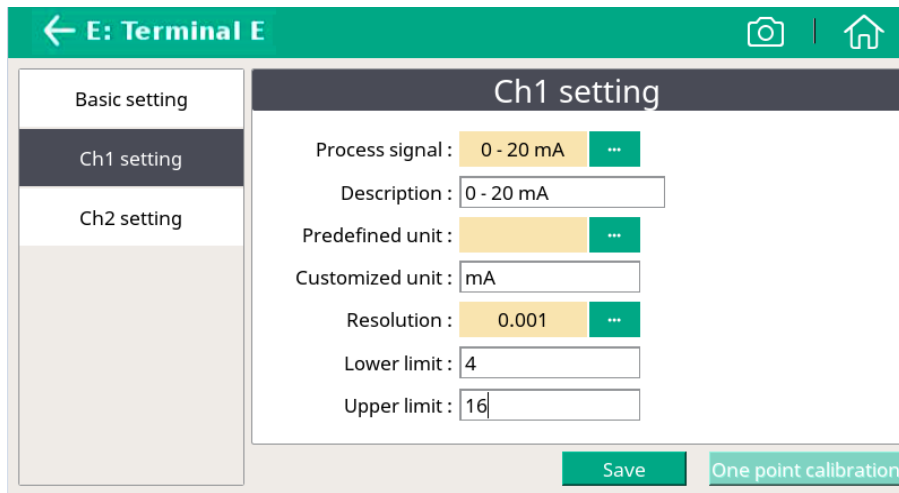 E: Terminal E
Basic setting
Ch1 setting
Ch2 setting
Ch1 setting
Process signal : 0 - 20 mA ...
Description : 0 - 20 mA
Predefined unit : ...
Customized unit : mA
Resolution : 0.001 ...
Lower limit : 4
Upper limit : 16
Save One point calibration